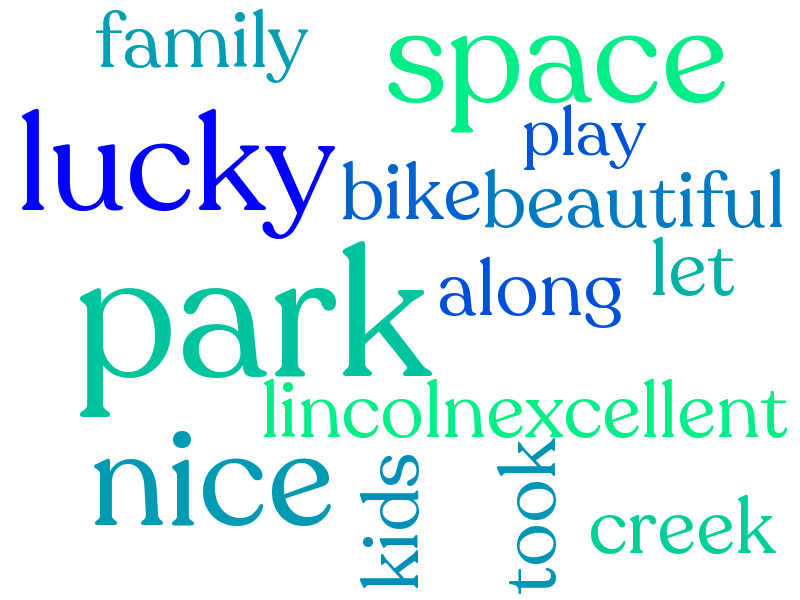 family
space
lucky
play
bike
beautiful
along
let
park
lincoln
excellent
nice
kids
took
creek